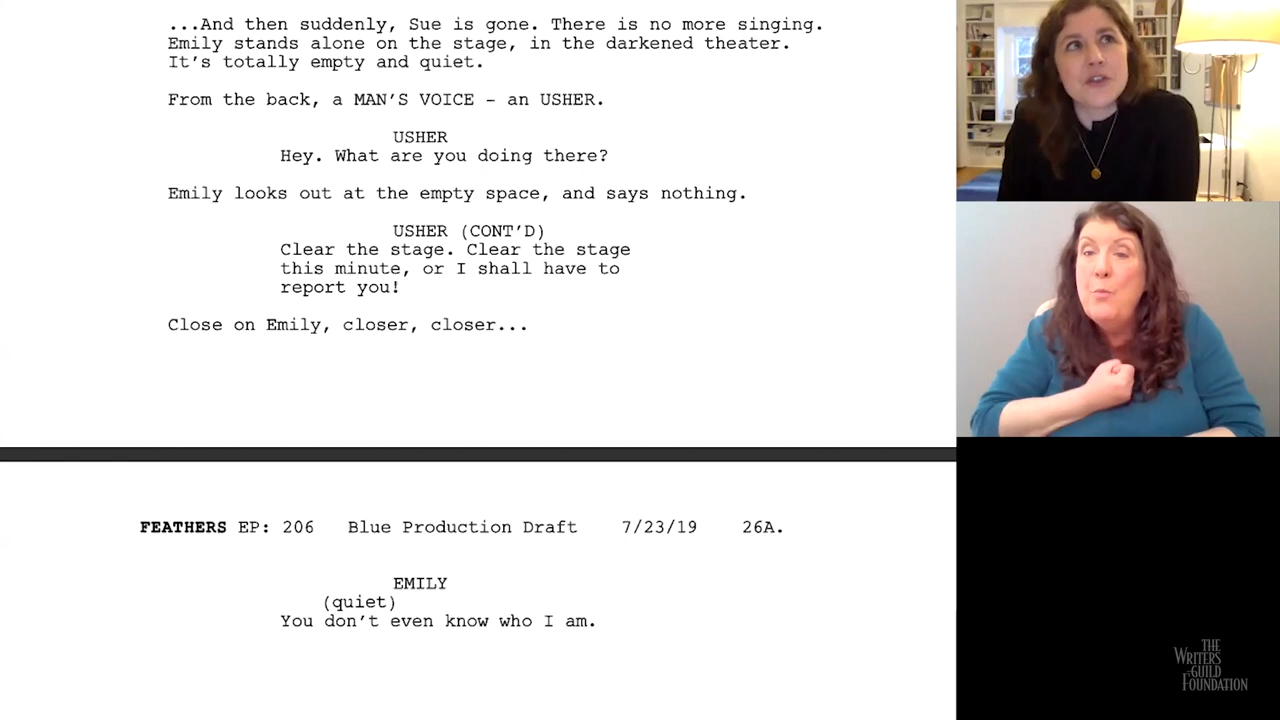 ...And then suddenly, Sue is gone. There is no more singing.
Emily stands alone on the stage, in the darkened theater.
It's totally empty and quiet.
From the back, a MAN'S VOICE – an USHER.
USHER
Hey. What are you doing there?
Emily looks out at the empty space, and says nothing.
USHER (CONT'D)
Clear the stage. Clear the stage
this minute, or I shall have to
report you!
Close on Emily, closer, closer...
FEATHERS EP: 206 Blue Production Draft 7/23/19 26A.
EMILY
(quiet)
You don't even know who I am.
THE
WRITERS
GUILD
FOUNDATION